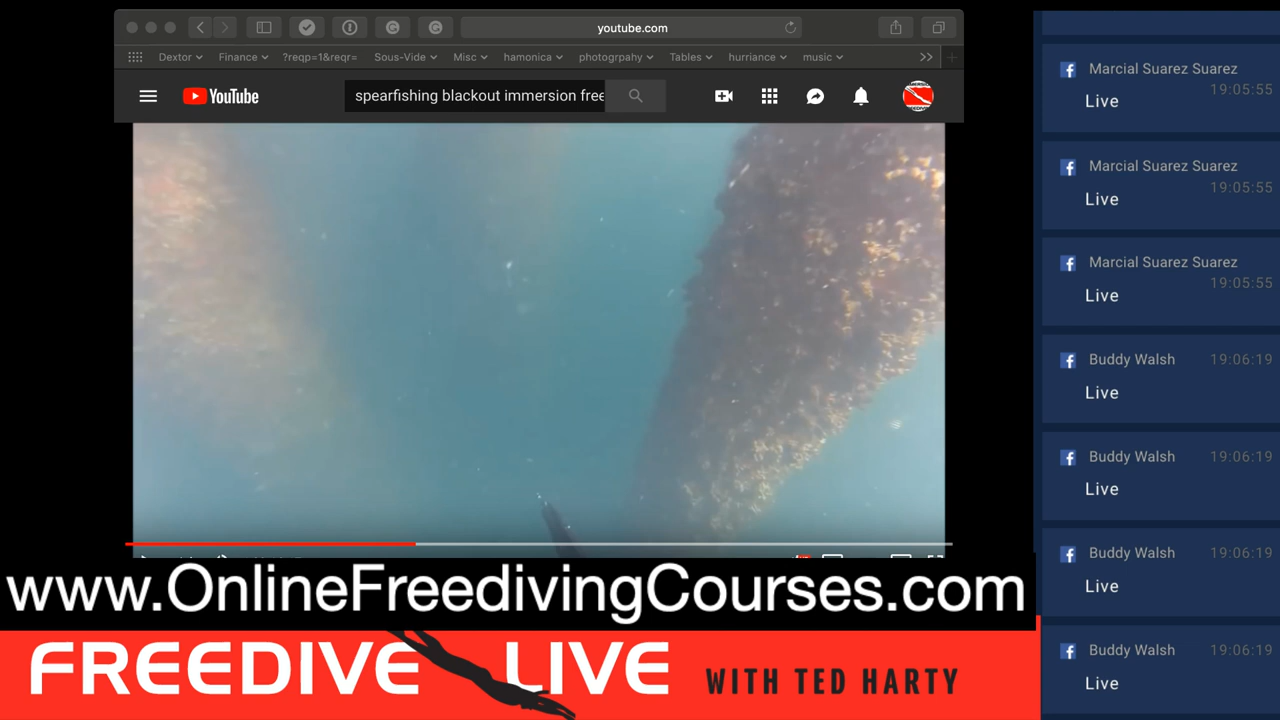 youtube.com
Dextor Finance ?reqp=1&reqr= Sous-Vide Misc hamonica photogrpahy Tables hurriance music
YouTube
spearfishing blackout immersion free
www.OnlineFreedivingCourses.com
FREEDIVE LIVE WITH TED HARTY
Marcial Suarez Suarez
19:05:55
Live
Marcial Suarez Suarez
19:05:55
Live
Marcial Suarez Suarez
19:05:55
Live
Buddy Walsh 19:06:19
Live
Buddy Walsh 19:06:19
Live
Buddy Walsh 19:06:19
Live
Buddy Walsh 19:06:19
Live